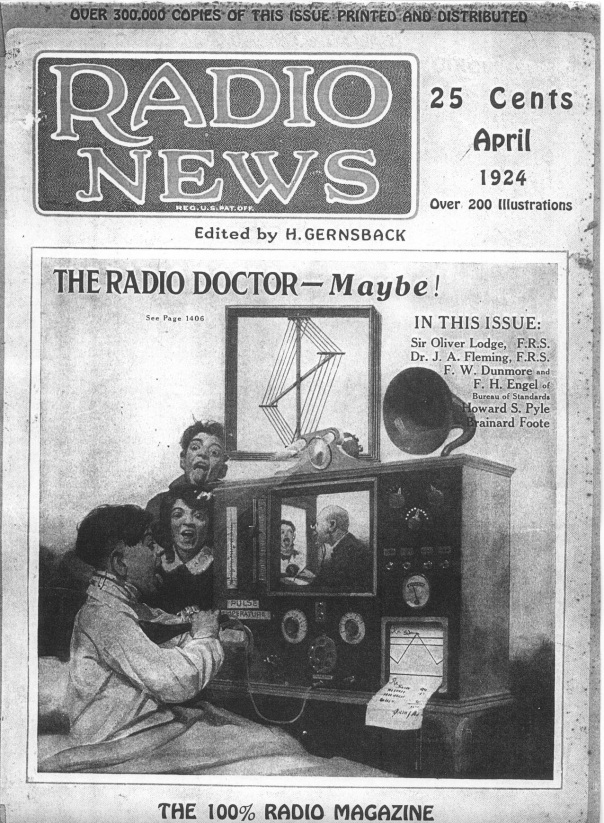 OVER 300,000 COPIES OF THIS ISSUE PRINTED AND DISTRIBUTED
RADIO
NEWS
REG.U.S.PAT.OFF.
25 Cents
April
1924
Over 200 Illustrations
Edited by H.GERNSBACK
THE RADIO DOCTOR—Maybe!
See Page 1406
IN THIS ISSUE:
Sir Oliver Lodge, F.R.S.
Dr. J. A. Fleming, F.R.S.
F. W. Dunmore and
F. H. Engel of
Bureau of Standards
Howard S. Pyle
Brainard Foote
PULSE
THE 100% RADIO MAGAZINE